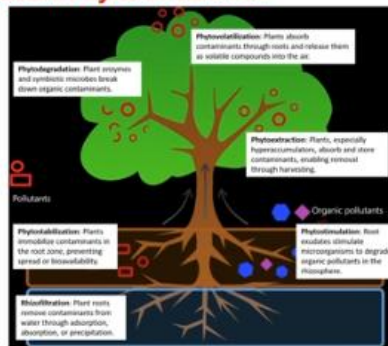 Phytovolatilization: Plants absorb
contaminants through roots and release them
as volatile compounds into the air.
Phytodegradation: Plant enzymes
and symbiotic microbes break
down organic contaminants.
Phytoextraction: Plants, especially
hyperaccumulators, absorb and store
contaminants, enabling removal
through harvesting.
Pollutants
Organic pollutants
Phytostabilization: Plants
immobilize contaminants in
the root zone, preventing
spread or bioavailability.
Phytostimulation: Root
exudates stimulate
microorganisms to degrade
organic pollutants in the
rhizosphere.
Rhizofiltration: Plant roots
remove contaminants from
water through adsorption,
absorption, or precipitation.